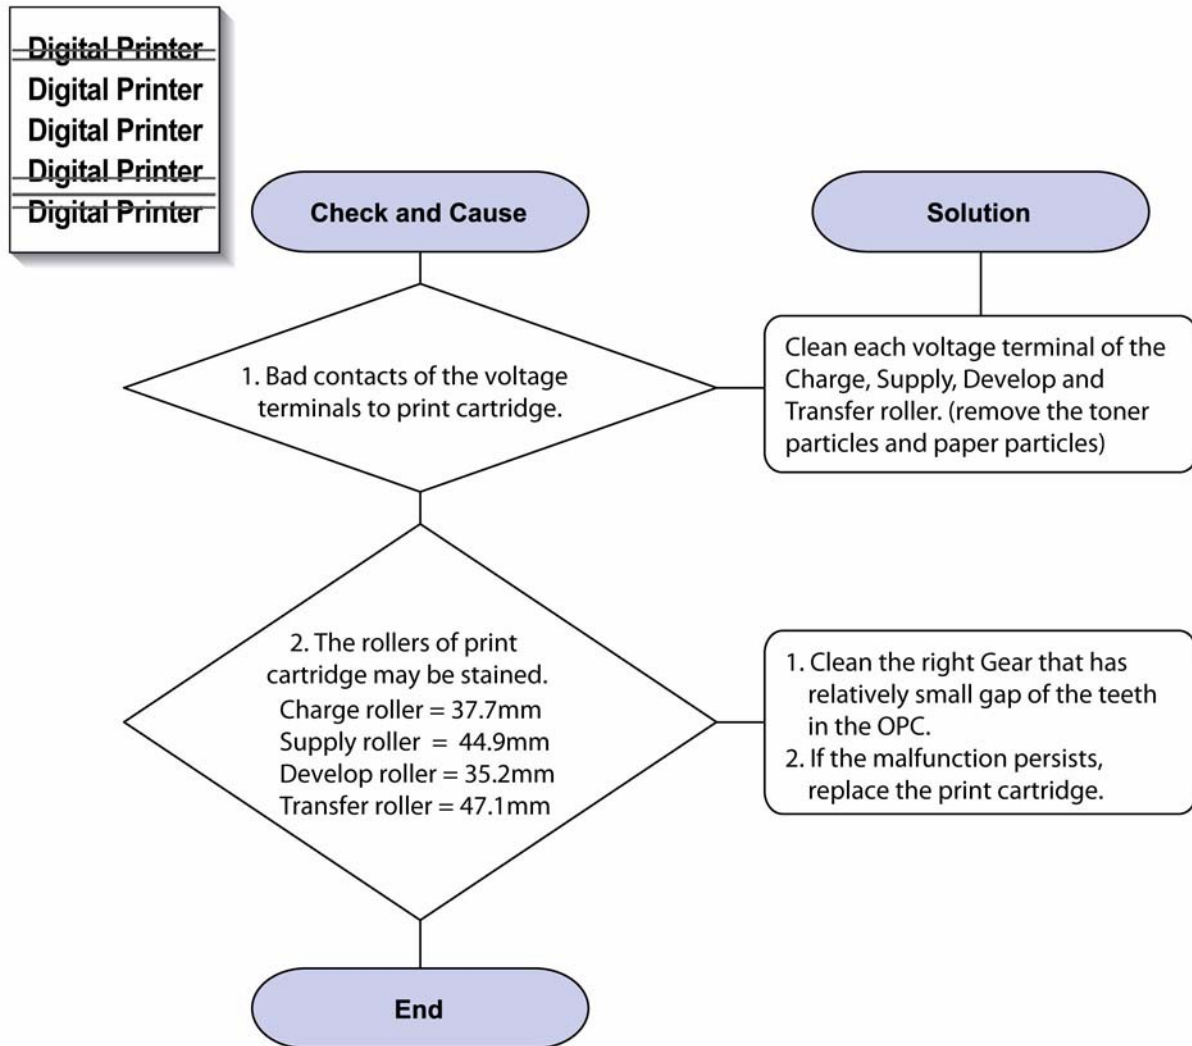 Digital Printer
Digital Printer
Digital Printer
Digital Printer
Digital Printer
Check and Cause
Solution
1. Bad contacts of the voltage
terminals to print cartridge.
Clean each voltage terminal of the
Charge, Supply, Develop and
Transfer roller. (remove the toner
particles and paper particles)
2. The rollers of print
cartridge may be stained.
Charge roller = 37.7mm
Supply roller = 44.9mm
Develop roller = 35.2mm
Transfer roller = 47.1mm
1. Clean the right Gear that has
relatively small gap of the teeth
in the OPC.
2. If the malfunction persists,
replace the print cartridge.
End